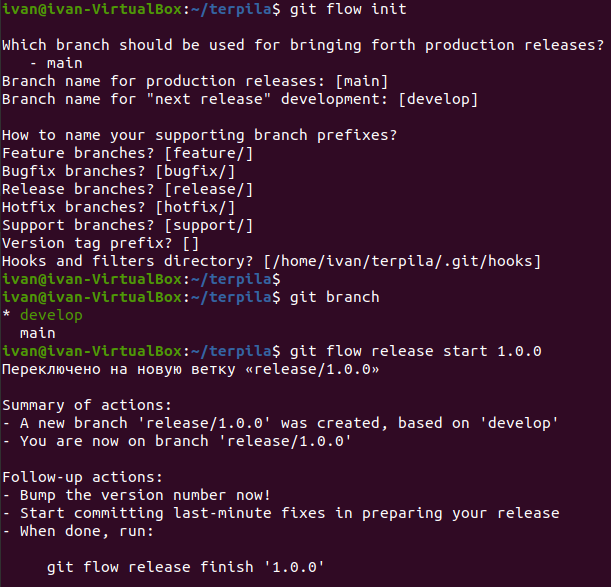 ivan@ivan-VirtualBox:~/terpila$ git flow init
Which branch should be used for bringing forth production releases?
   - main
Branch name for production releases: [main]
Branch name for "next release" development: [develop]
How to name your supporting branch prefixes?
Feature branches? [feature/]
Bugfix branches? [bugfix/]
Release branches? [release/]
Hotfix branches? [hotfix/]
Support branches? [support/]
Version tag prefix? []
Hooks and filters directory? [/home/ivan/terpila/.git/hooks]
ivan@ivan-VirtualBox:~/terpila$
ivan@ivan-VirtualBox:~/terpila$ git branch
* develop
  main
ivan@ivan-VirtualBox:~/terpila$ git flow release start 1.0.0
Переключено на новую ветку «release/1.0.0»
Summary of actions:
- A new branch 'release/1.0.0' was created, based on 'develop'
- You are now on branch 'release/1.0.0'
Follow-up actions:
- Bump the version number now!
- Start committing last-minute fixes in preparing your release
- When done, run:
     git flow release finish '1.0.0'